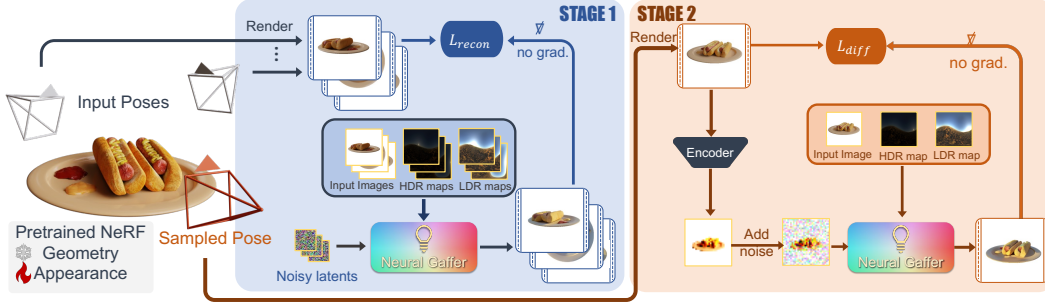 STAGE 1
STAGE 2
Render
Render
L_recon
no grad.
L_diff
no grad.
Input Poses
Input Images HDR maps LDR maps
Input Image HDR map LDR map
Encoder
Pretrained NeRF
Geometry
Appearance
Sampled Pose
Noisy latents
Neural Gaffer
Add
noise
Neural Gaffer